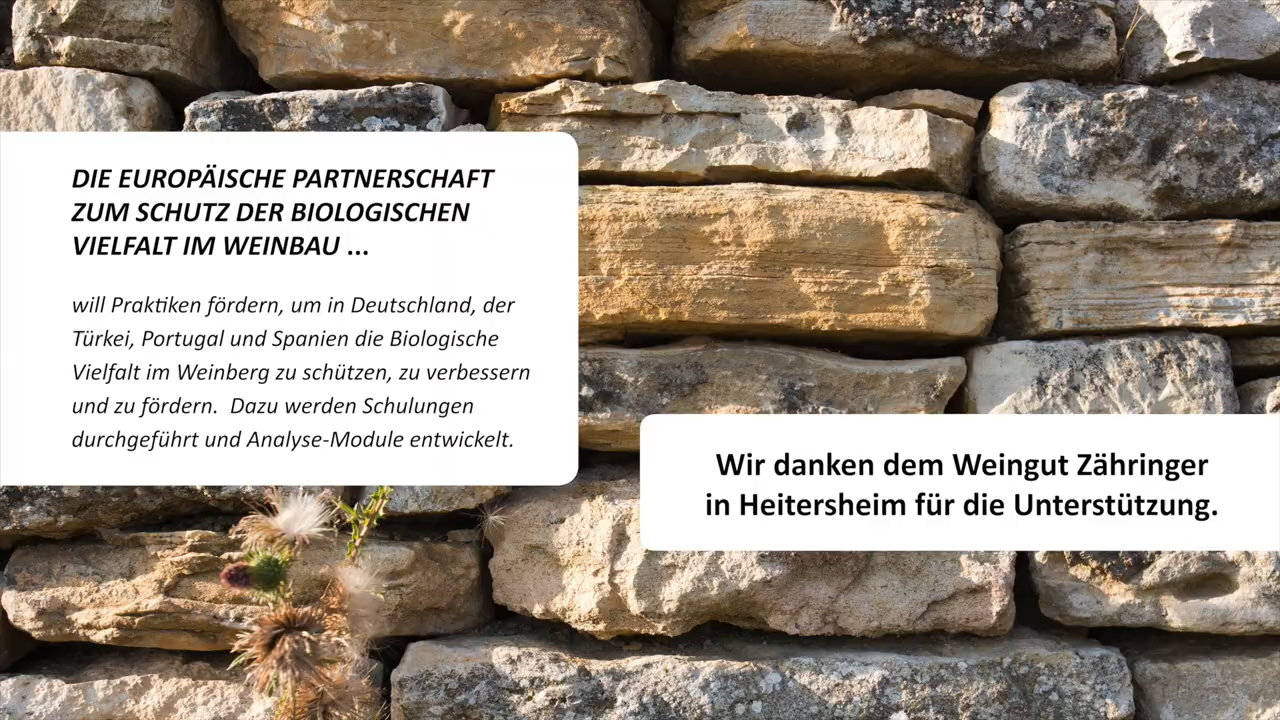 DIE EUROPÄISCHE PARTNERSCHAFT
ZUM SCHUTZ DER BIOLOGISCHEN
VIELFALT IM WEINBAU ...
will Praktiken fördern, um in Deutschland, der
Türkei, Portugal und Spanien die Biologische
Vielfalt im Weinberg zu schützen, zu verbessern
und zu fördern.  Dazu werden Schulungen
durchgeführt und Analyse-Module entwickelt.
Wir danken dem Weingut Zähringer
in Heitersheim für die Unterstützung.